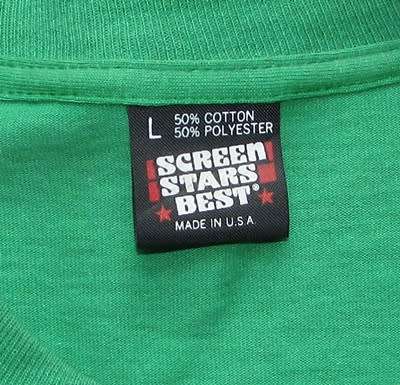 L 50% COTTON
50% POLYESTER
SCREEN
STARS
BEST®
MADE IN U.S.A.